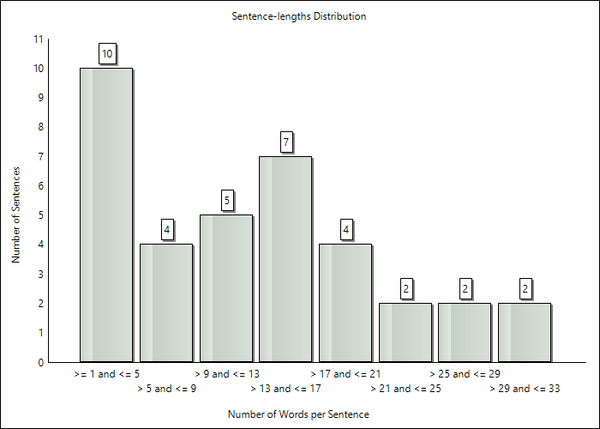 Sentence-lengths Distribution
Number of Sentences
11
10
9
8
7
6
5
4
3
2
1
0
10
4
5
7
4
2
2
2
>= 1 and <= 5
> 5 and <= 9
> 9 and <= 13
> 13 and <= 17
> 17 and <= 21
> 21 and <= 25
> 25 and <= 29
> 29 and <= 33
Number of Words per Sentence